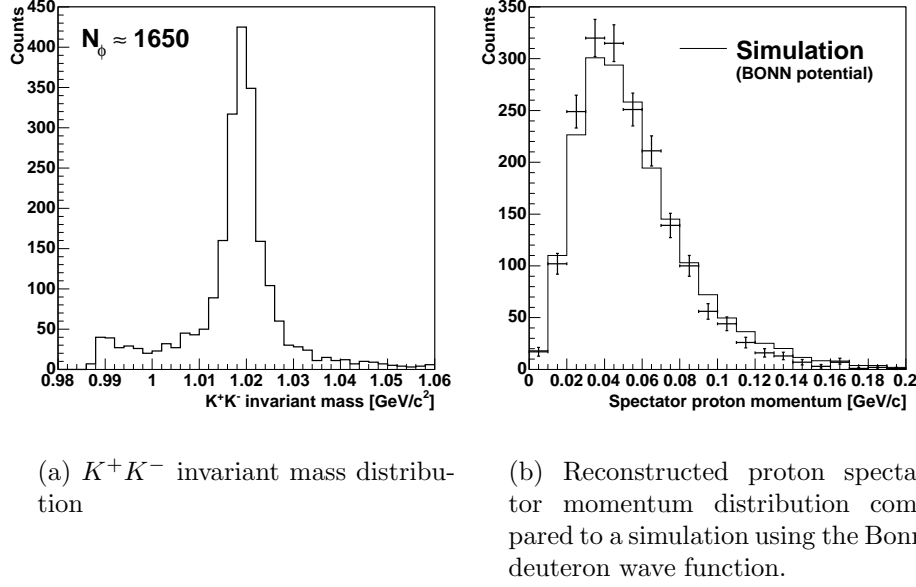 Counts
450
400
350
300
250
200
150
100
50
0
N_ϕ ≈ 1650
0.98 0.99 1 1.01 1.02 1.03 1.04 1.05 1.06
K⁺K⁻ invariant mass [GeV/c²]
Counts
350
300
250
200
150
100
50
0
Simulation
(BONN potential)
0.02 0.04 0.06 0.08 0.1 0.12 0.14 0.16 0.18 0.2
Spectator proton momentum [GeV/c]
(a) K⁺K⁻ invariant mass distribu-
tion
(b) Reconstructed proton specta-
tor momentum distribution com-
pared to a simulation using the Bonn
deuteron wave function.